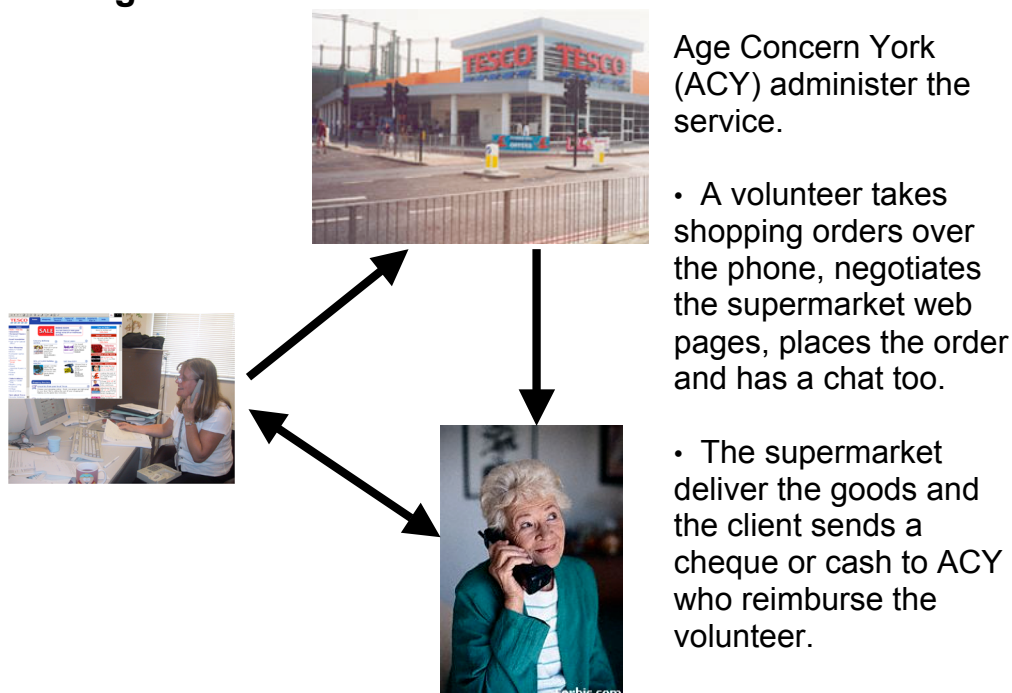 TESCO TESCO
Age Concern York
(ACY) administer the
service.
• A volunteer takes
shopping orders over
the phone, negotiates
the supermarket web
pages, places the order
and has a chat too.
TESCO
SALE
• The supermarket
deliver the goods and
the client sends a
cheque or cash to ACY
who reimburse the
volunteer.